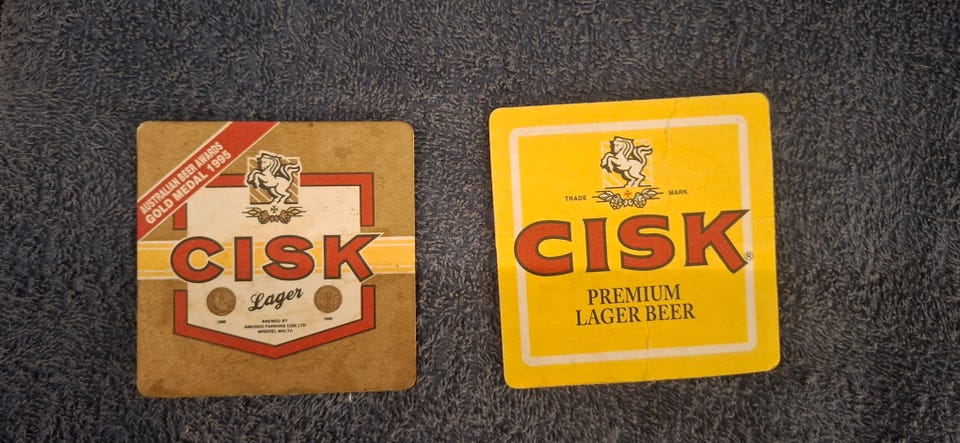 AUSTRALIAN BEER AWARDS
GOLD MEDAL 1995
CISK
Lager
BREWED BY
SIMONDS FARSONS CISK LTD
MRIEHEL MALTA
TRADE MARK
CISK®
PREMIUM
LAGER BEER